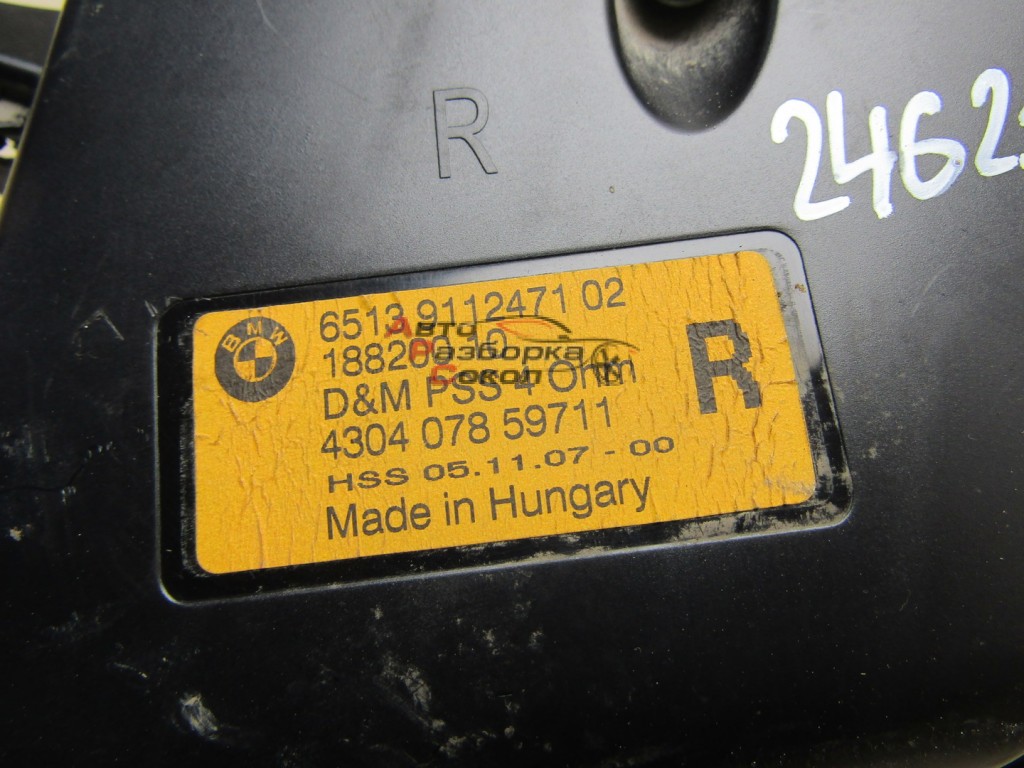 R
2462
BMW
6513 9112471 02
10
D&M PSS 4 Ohm
4304 078 59711
HSS 05.11.07 - 00
Made in Hungary
R
Авто
Разборка
Сокол